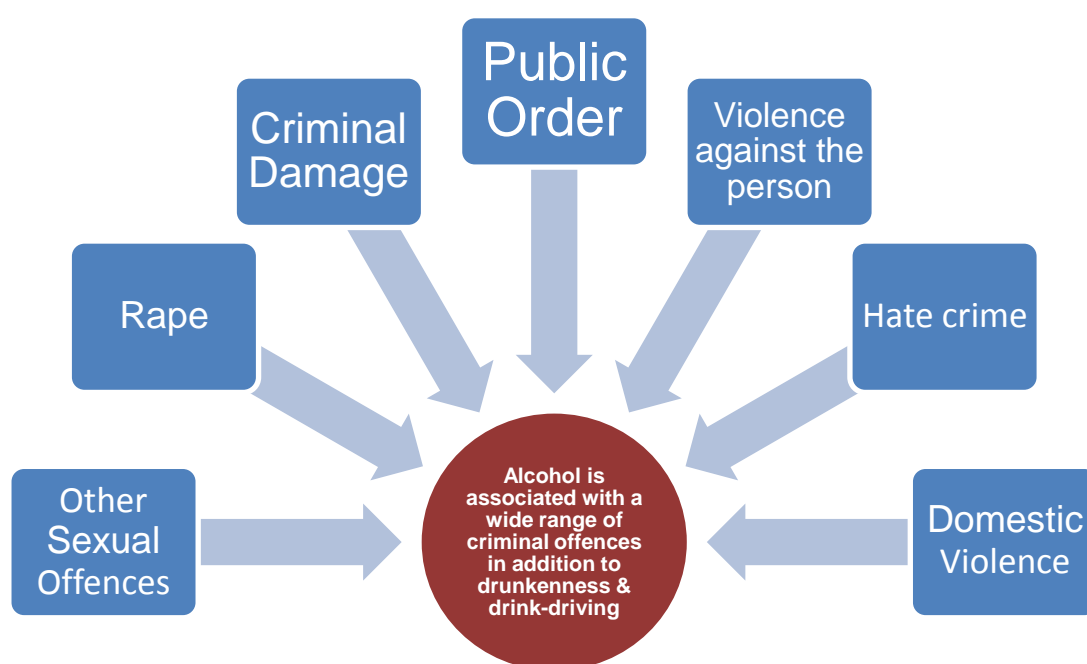 Public
Order
Criminal
Damage
Violence
against the
person
Rape
Hate crime
Other
Sexual
Offences
Alcohol is
associated with a
wide range of
criminal offences
in addition to
drunkenness &
drink-driving
Domestic
Violence